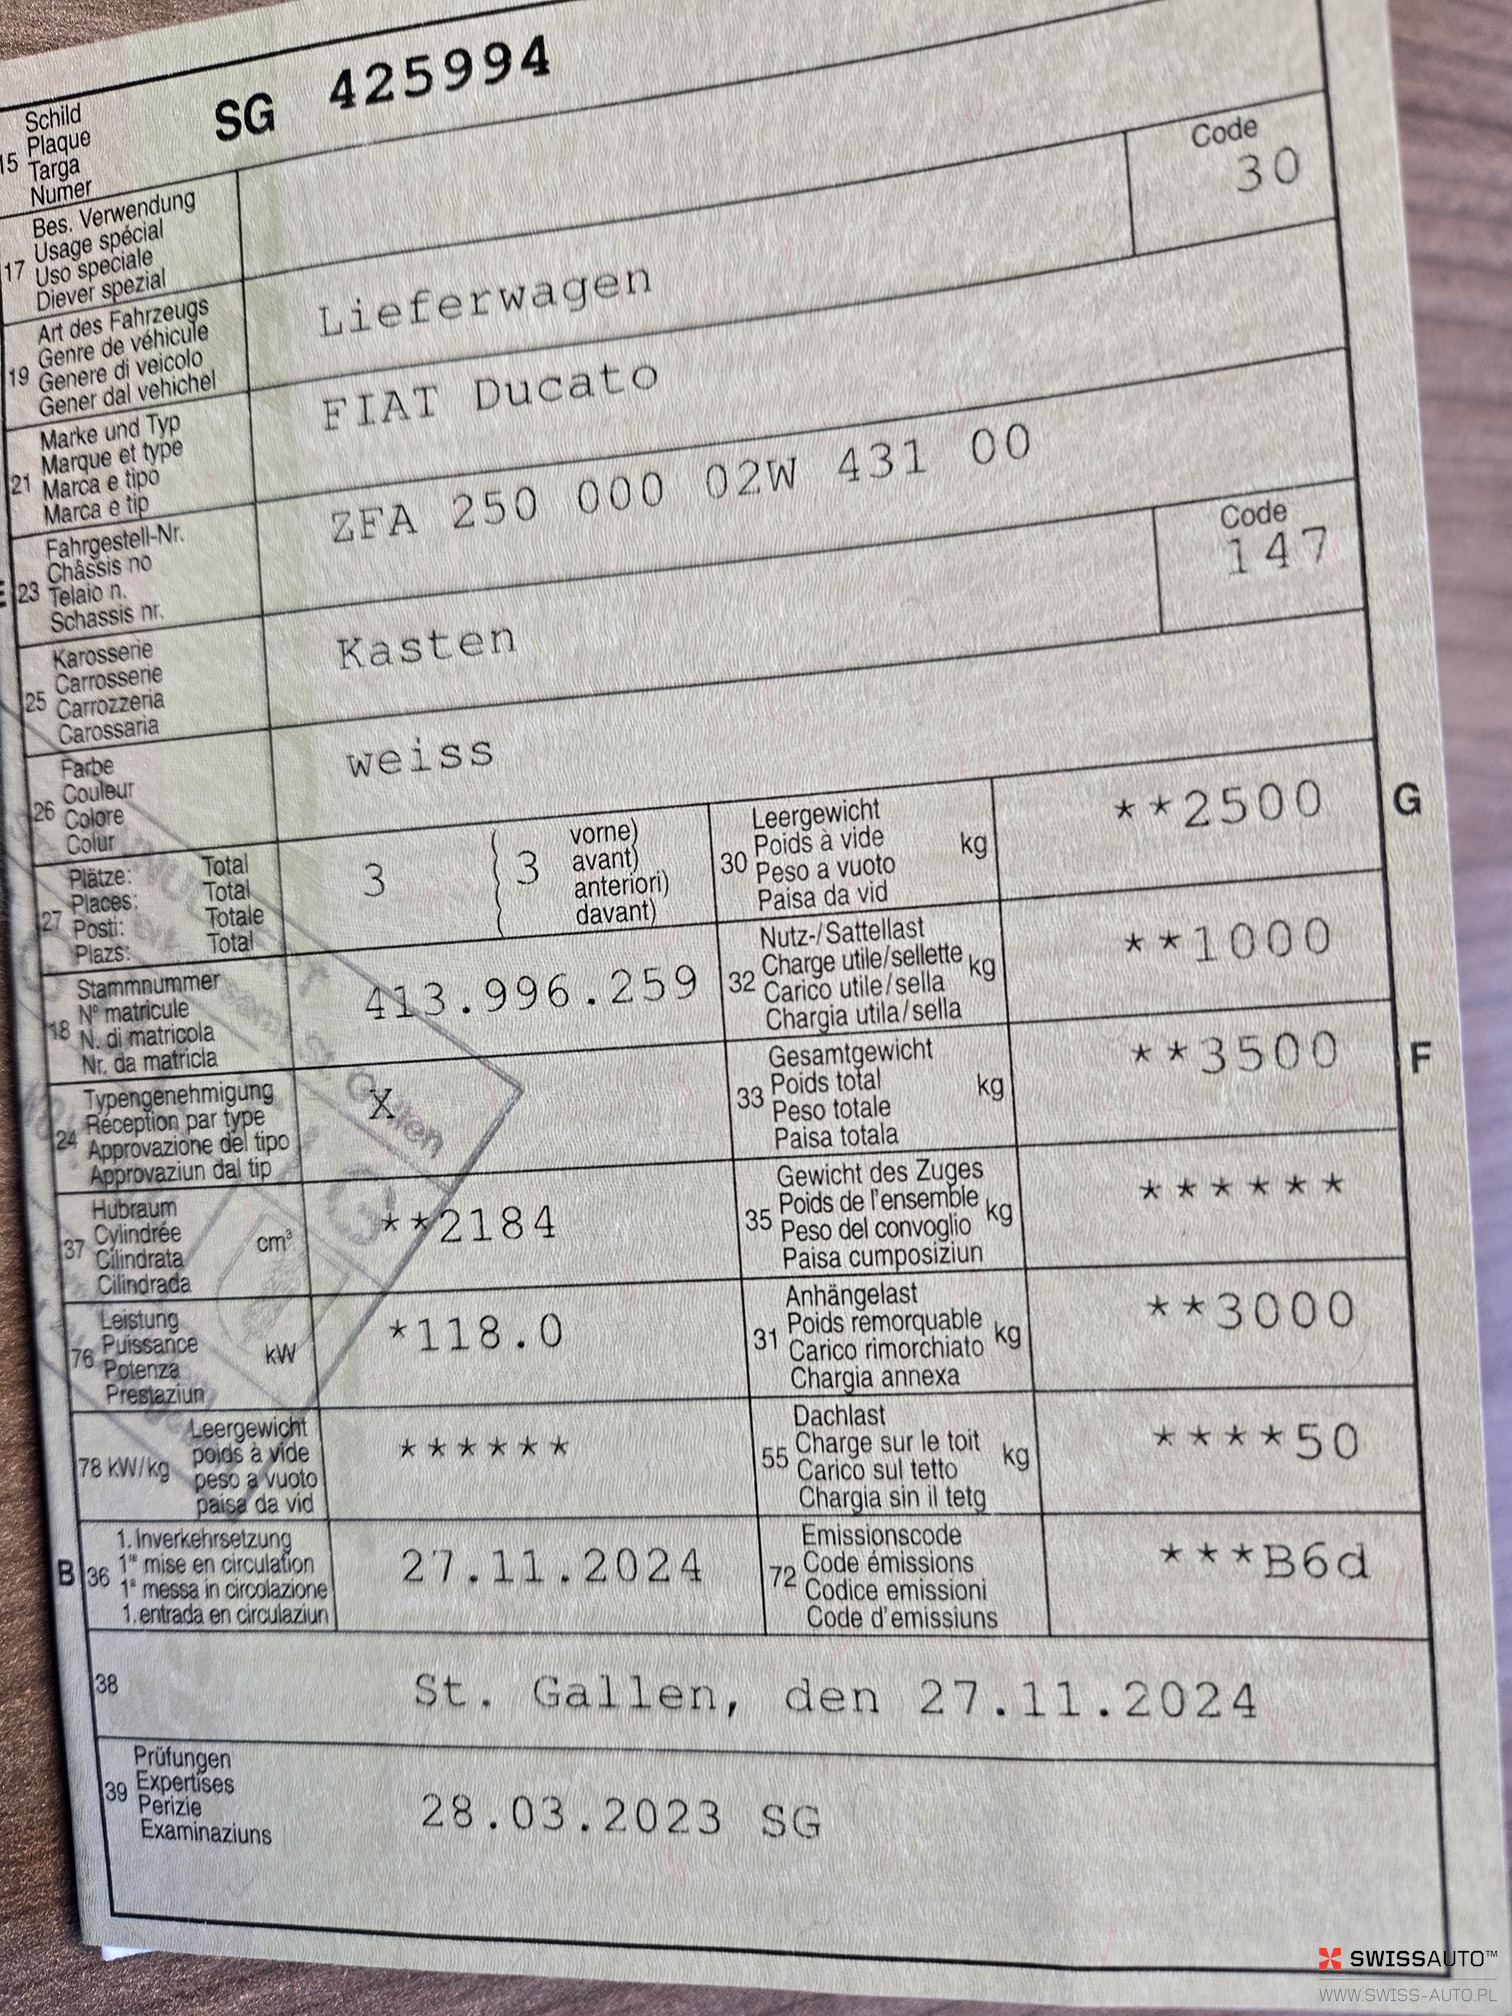 15 Schild Plaque Targa Numer SG 425994
17 Bes. Verwendung Usage spécial Uso speciale Diever spezial
Code 30
19 Art des Fahrzeugs Genre de véhicule Genere di veicolo Gener dal vehichel Lieferwagen
21 Marke und Typ Marque et type Marca e tipo Marca e tip FIAT Ducato
E 23 Fahrgestell-Nr. Châssis no Telaio n. Schassis nr. ZFA 250 000 02W 431 00
25 Karosserie Carrosserie Carrozzeria Carossaria Kasten
Code 147
26 Farbe Couleur Colore Colur weiss
27 Plätze: Places: Posti: Plazs: Total Total Totale Total 3 3 vorne) avant) anteriori) davant)
30 Leergewicht Poids à vide Peso a vuoto Paisa da vid kg **2500 G
18 Stammnummer N° matricule N. di matricola Nr. da matricla 413.996.259
32 Nutz-/Sattellast Charge utile/sellette Carico utile/sella Chargia utila/sella kg **1000
24 Typengenehmigung Réception par type Approvazione del tipo Approvaziun dal tip X
33 Gesamtgewicht Poids total Peso totale Paisa totala kg **3500 F
37 Hubraum Cylindrée Cilindrata Cilindrada cm³ **2184
35 Gewicht des Zuges Poids de l'ensemble Peso del convoglio Paisa cumposiziun kg ******
76 Leistung Puissance Potenza Prestaziun kW *118.0
31 Anhängelast Poids remorquable Carico rimorchiato Chargia annexa kg **3000
78 kW/kg Leergewicht poids à vide peso a vuoto paisa da vid ******
55 Dachlast Charge sur le toit Carico sul tetto Chargia sin il tetg kg ****50
B 36 1. Inverkehrsetzung 1re mise en circulation 1a messa in circolazione 1. entrada en circulaziun 27.11.2024
72 Emissionscode Code émissions Codice emissioni Code d'emissiuns ***B6d
38 St. Gallen, den 27.11.2024
39 Prüfungen Expertises Perizie Examinaziuns 28.03.2023 SG
SWISSAUTO™
WWW.SWISS-AUTO.PL